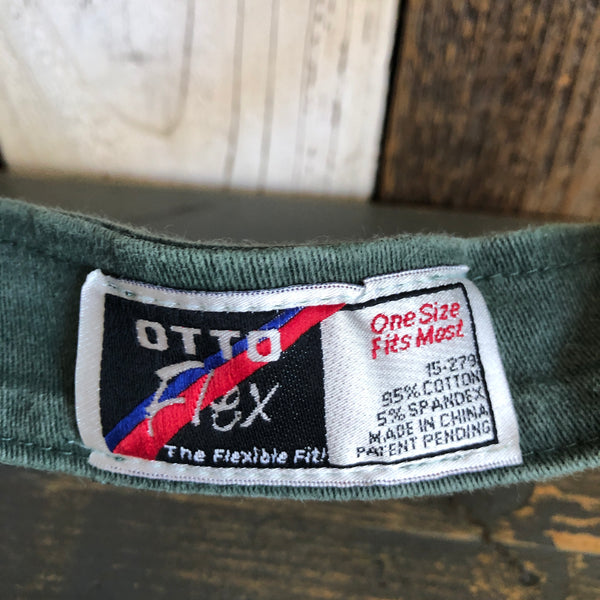 OTTO
Flex
The Flexible Fit!
One Size
Fits Most
15-279
95% COTTON
5% SPANDEX
MADE IN CHINA
PATENT PENDING